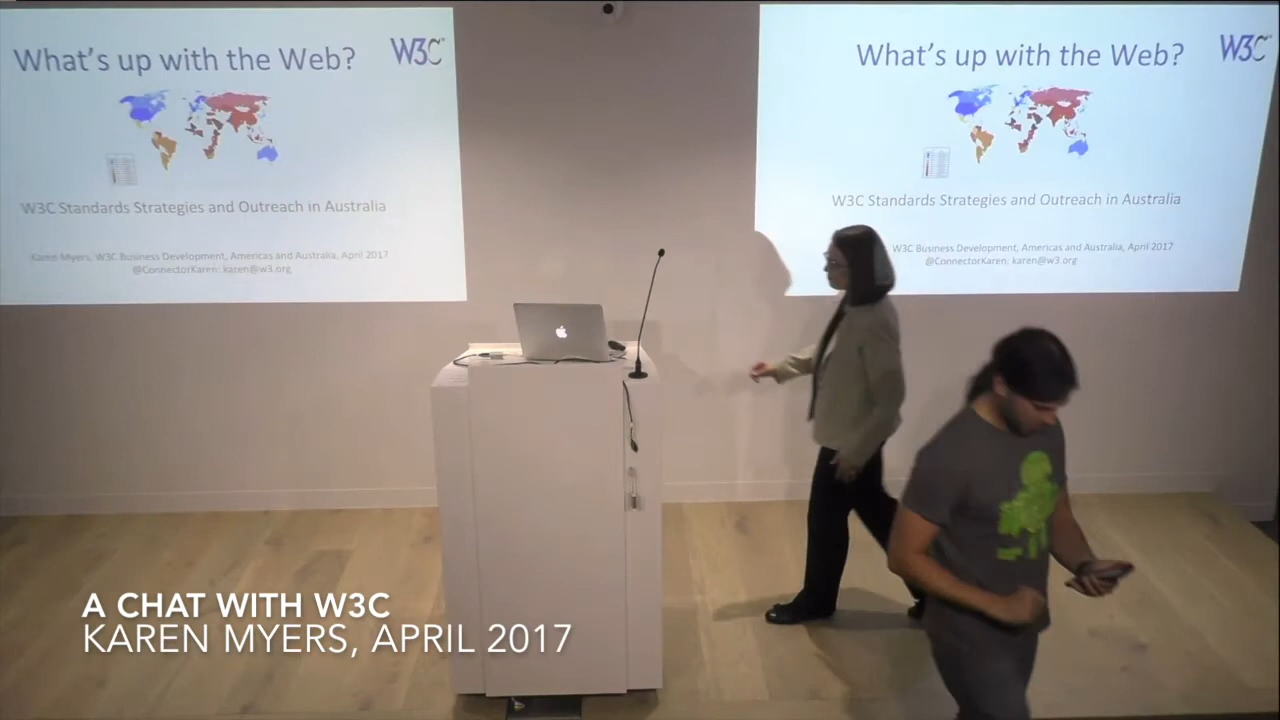 What's up with the Web?
W3C
W3C Standards Strategies and Outreach in Australia
Karen Myers, W3C Business Development, Americas and Australia, April 2017
@ConnectorKaren; karen@w3.org
What's up with the Web?
W3C
W3C Standards Strategies and Outreach in Australia
W3C Business Development, Americas and Australia, April 2017
@ConnectorKaren; karen@w3.org
A CHAT WITH W3C
KAREN MYERS, APRIL 2017